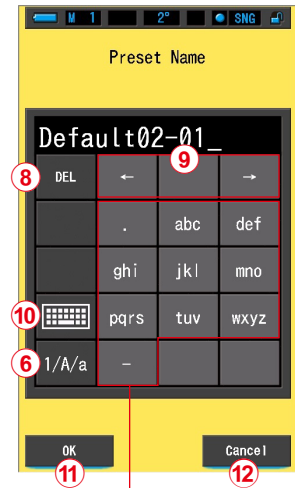 M 1 2° SNG
Preset Name
Default02-01_
9
8 DEL ← →
. abc def
ghi jkl mno
10 pqrs tuv wxyz
6 1/A/a -
OK Cancel
11 12